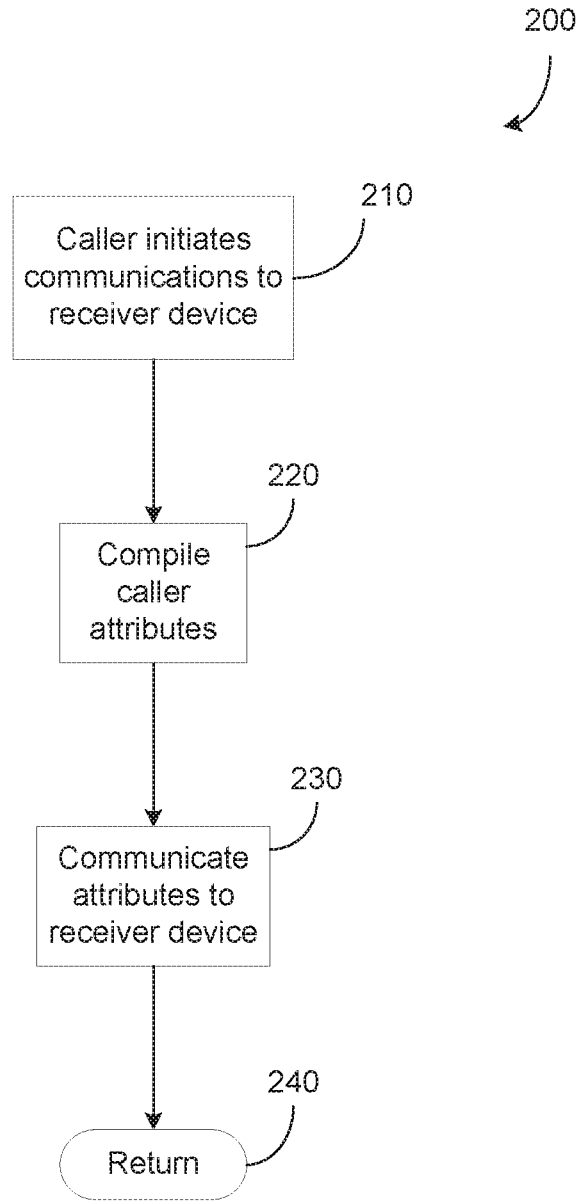 200
210
Caller initiates
communications to
receiver device
220
Compile
caller
attributes
230
Communicate
attributes to
receiver device
240
Return